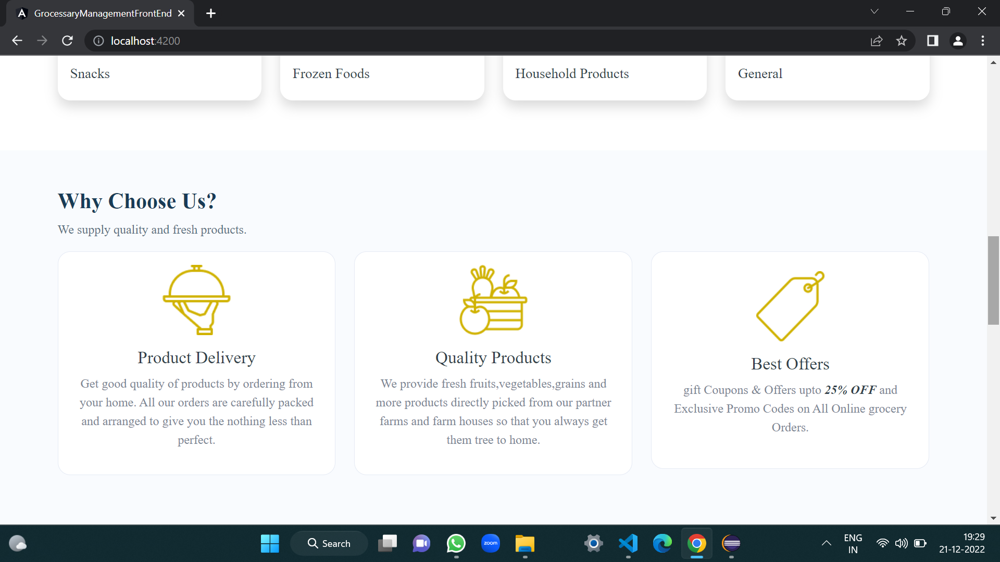 GrocessaryManagementFrontEnd
localhost:4200
Snacks
Frozen Foods
Household Products
General
Why Choose Us?
We supply quality and fresh products.
Product Delivery
Get good quality of products by ordering from
your home. All our orders are carefully packed
and arranged to give you the nothing less than
perfect.
Quality Products
We provide fresh fruits,vegetables,grains and
more products directly picked from our partner
farms and farm houses so that you always get
them tree to home.
Best Offers
gift Coupons & Offers upto 25% OFF and
Exclusive Promo Codes on All Online grocery
Orders.
Search
zoom
ENG
IN
19:29
21-12-2022